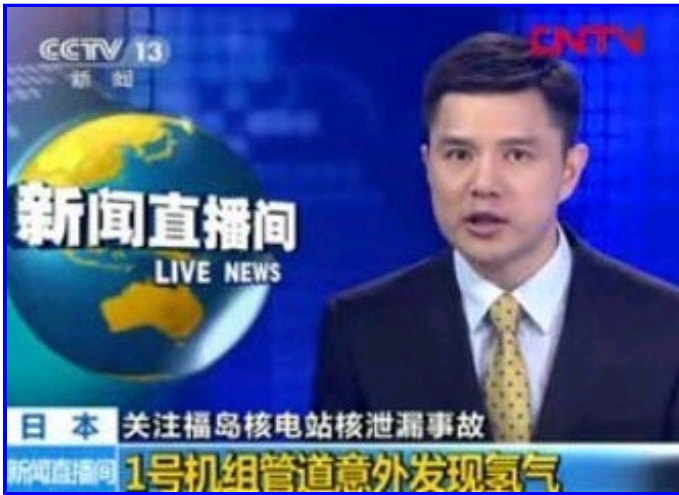 CCTV 13
新闻
CNTV
新闻直播间
LIVE NEWS
日本 关注福岛核电站核泄漏事故
新闻直播间 1号机组管道意外发现氢气